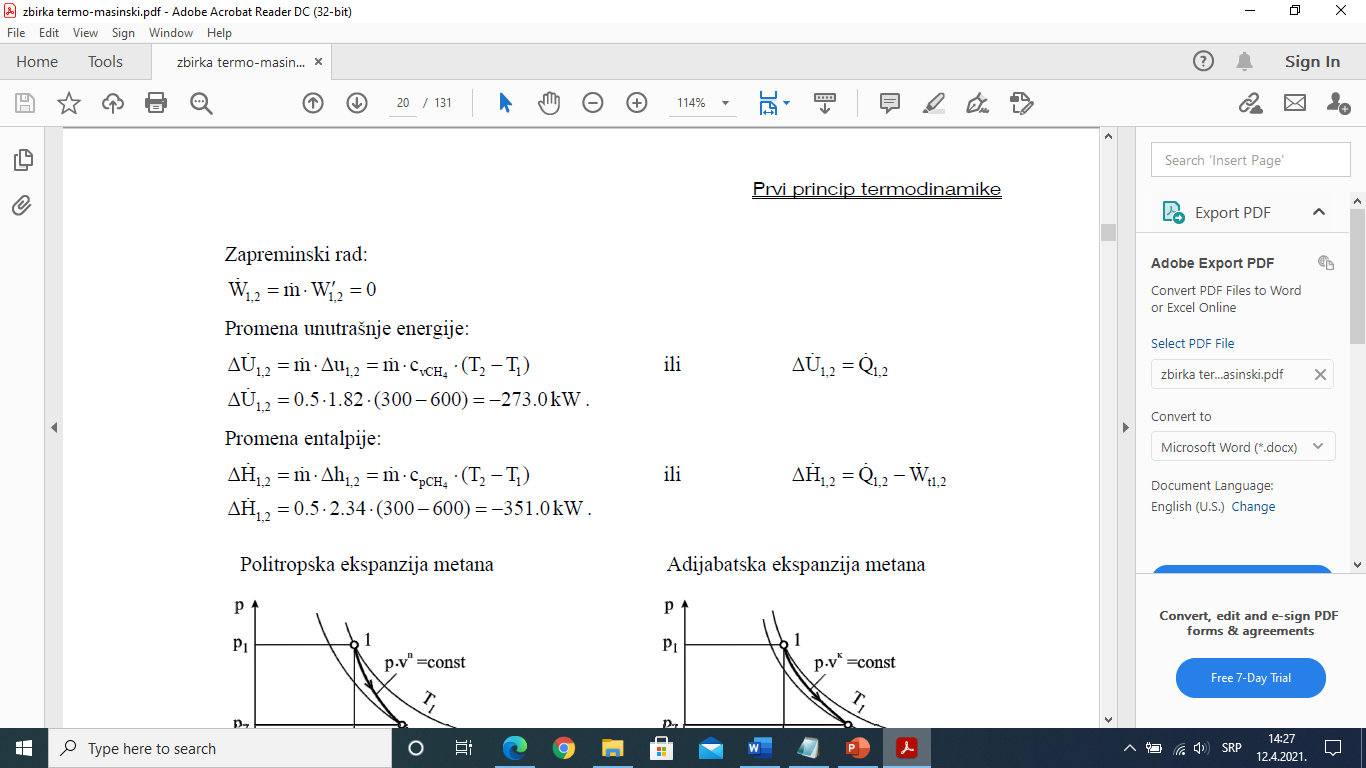 zbirka termo-masinski.pdf - Adobe Acrobat Reader DC (32-bit)
File Edit View Sign Window Help
Home Tools zbirka termo-masin... × Sign In
20 / 131 114%
Prvi princip termodinamike
Zapreminski rad:
Ẇ₁,₂ = ṁ · W′₁,₂ = 0
Promena unutrašnje energije:
ΔU̇₁,₂ = ṁ · Δu₁,₂ = ṁ · c_vCH₄ · (T₂ − T₁) ili ΔU̇₁,₂ = Q̇₁,₂
ΔU̇₁,₂ = 0.5 · 1.82 · (300 − 600) = −273.0 kW .
Promena entalpije:
ΔḢ₁,₂ = ṁ · Δh₁,₂ = ṁ · c_pCH₄ · (T₂ − T₁) ili ΔḢ₁,₂ = Q̇₁,₂ − Ẇ_t1,2
ΔḢ₁,₂ = 0.5 · 2.34 · (300 − 600) = −351.0 kW .
Politropska ekspanzija metana Adijabatska ekspanzija metana
p
p₁
1
p·vⁿ =const
T₁
p
p₁
1
p·v^κ =const
T₁
Search 'Insert Page'
Export PDF
Adobe Export PDF
Convert PDF Files to Word
or Excel Online
Select PDF File
zbirka ter...asinski.pdf
Convert to
Microsoft Word (*.docx)
Document Language:
English (U.S.) Change
Convert, edit and e-sign PDF
forms & agreements
Free 7-Day Trial
Type here to search
SRP
14:27
12.4.2021.